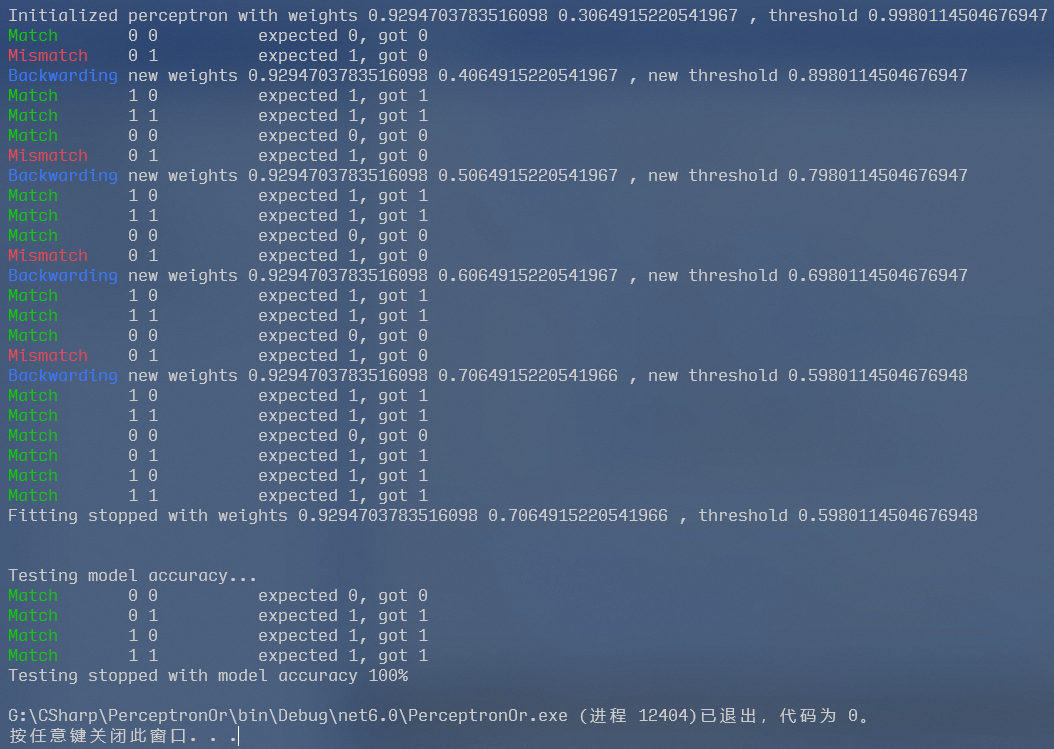 Initialized perceptron with weights 0.9294703783516098 0.3064915220541967 , threshold 0.9980114504676947
Match 0 0 expected 0, got 0
Mismatch 0 1 expected 1, got 0
Backwarding new weights 0.9294703783516098 0.4064915220541967 , new threshold 0.8980114504676947
Match 1 0 expected 1, got 1
Match 1 1 expected 1, got 1
Match 0 0 expected 0, got 0
Mismatch 0 1 expected 1, got 0
Backwarding new weights 0.9294703783516098 0.5064915220541967 , new threshold 0.7980114504676947
Match 1 0 expected 1, got 1
Match 1 1 expected 1, got 1
Match 0 0 expected 0, got 0
Mismatch 0 1 expected 1, got 0
Backwarding new weights 0.9294703783516098 0.6064915220541967 , new threshold 0.6980114504676947
Match 1 0 expected 1, got 1
Match 1 1 expected 1, got 1
Match 0 0 expected 0, got 0
Mismatch 0 1 expected 1, got 0
Backwarding new weights 0.9294703783516098 0.7064915220541966 , new threshold 0.5980114504676948
Match 1 0 expected 1, got 1
Match 1 1 expected 1, got 1
Match 0 0 expected 0, got 0
Match 0 1 expected 1, got 1
Match 1 0 expected 1, got 1
Match 1 1 expected 1, got 1
Fitting stopped with weights 0.9294703783516098 0.7064915220541966 , threshold 0.5980114504676948
Testing model accuracy...
Match 0 0 expected 0, got 0
Match 0 1 expected 1, got 1
Match 1 0 expected 1, got 1
Match 1 1 expected 1, got 1
Testing stopped with model accuracy 100%
G:\CSharp\PerceptronOr\bin\Debug\net6.0\PerceptronOr.exe (进程 12404)已退出，代码为 0。
按任意键关闭此窗口. . .